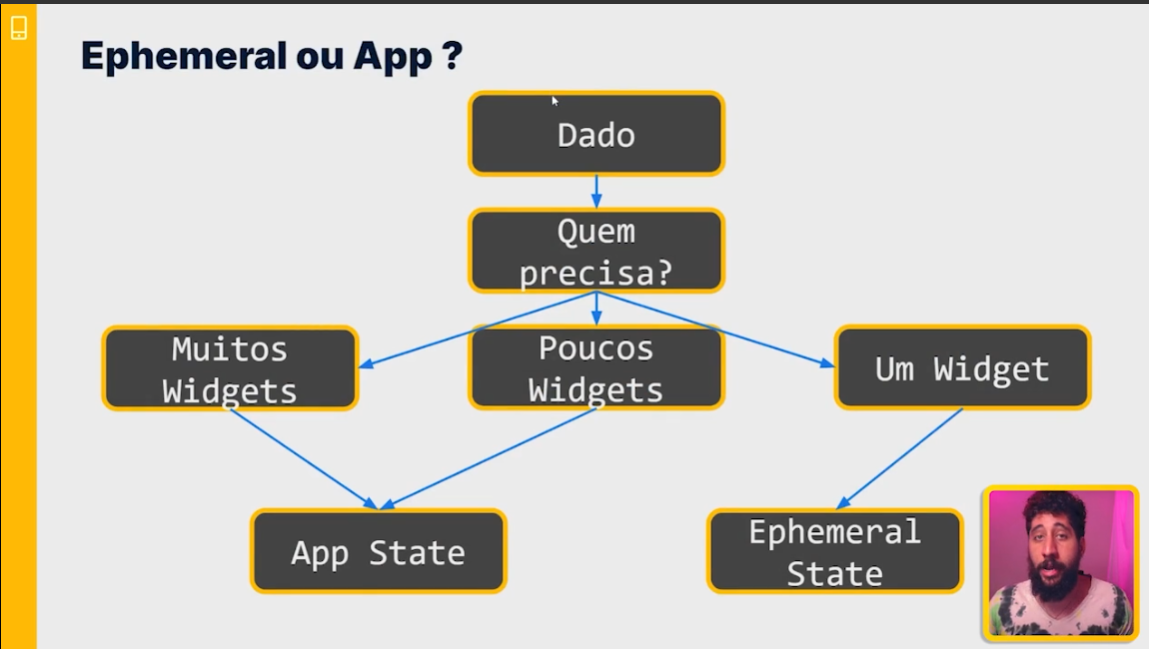 Ephemeral ou App ?
Dado
Quem
precisa?
Muitos
Widgets
Poucos
Widgets
Um Widget
App State
Ephemeral
State